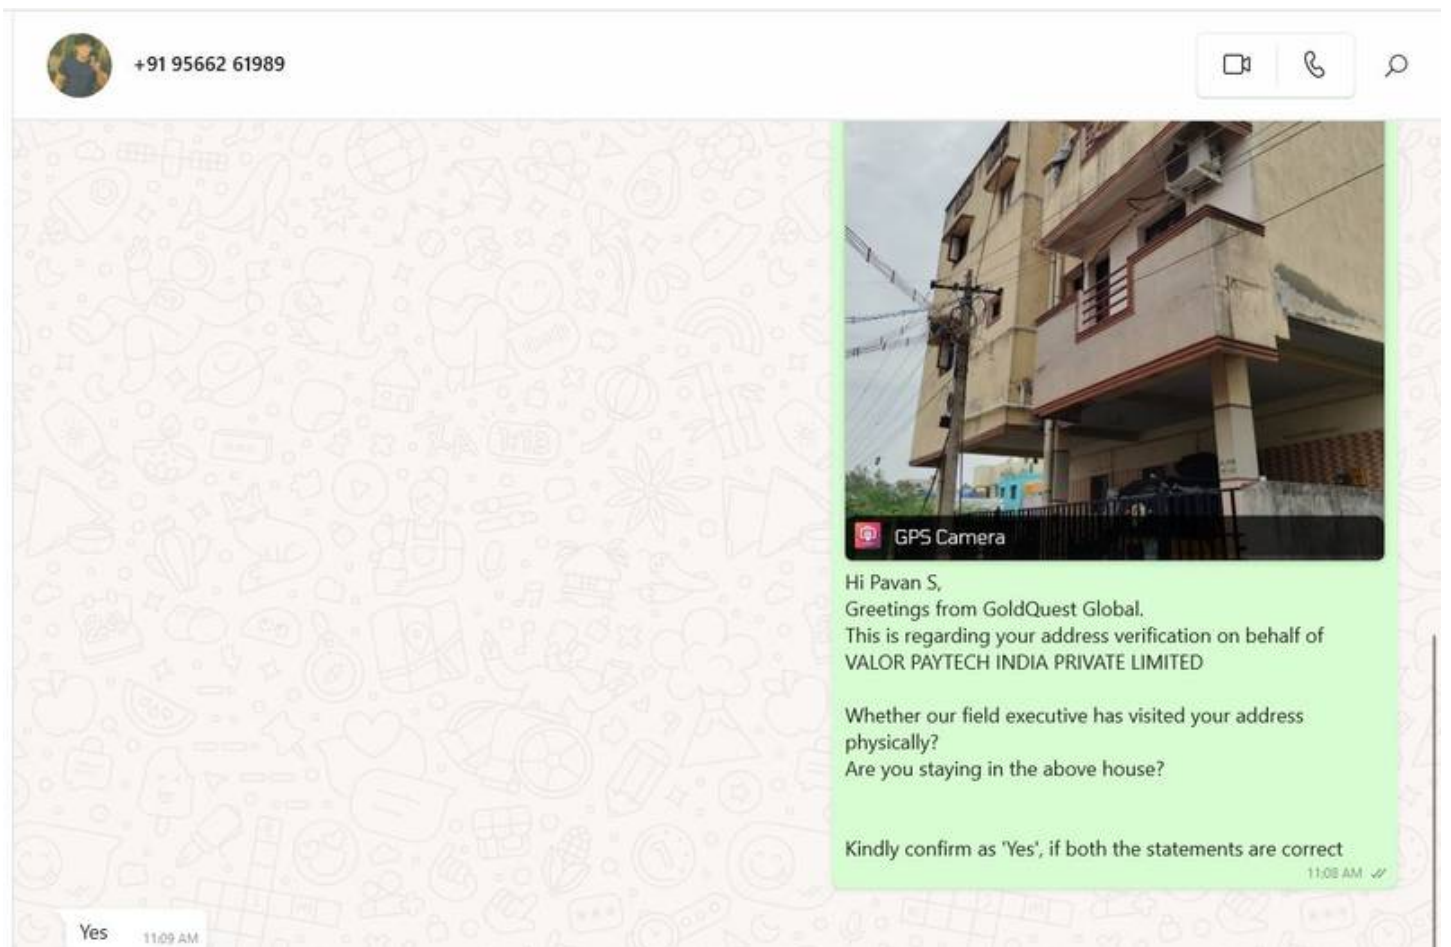 +91 95662 61989
GPS Camera
Hi Pavan S,
Greetings from GoldQuest Global.
This is regarding your address verification on behalf of
VALOR PAYTECH INDIA PRIVATE LIMITED
Whether our field executive has visited your address
physically?
Are you staying in the above house?
Kindly confirm as 'Yes', if both the statements are correct
11:08 AM
Yes
11:09 AM